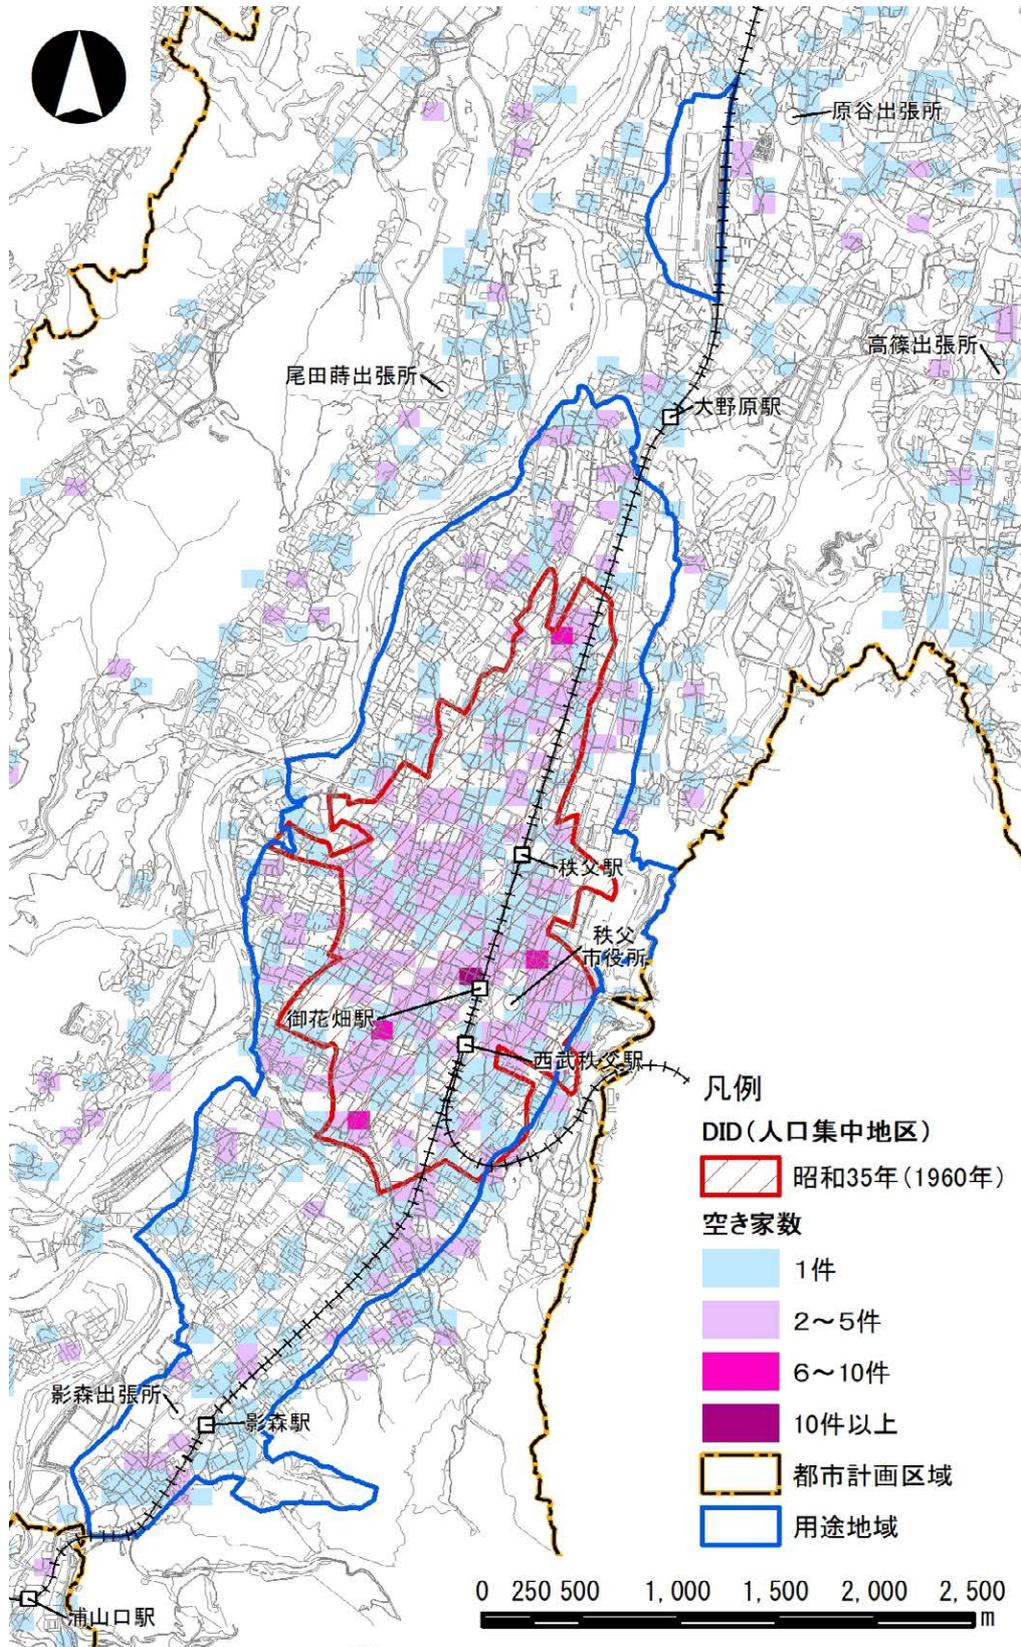 原谷出張所
高篠出張所
尾田蒔出張所
大野原駅
秩父駅
秩父
市役所
御花畑駅
西武秩父駅
凡例
DID(人口集中地区)
昭和35年(1960年)
空き家数
1件
2～5件
6～10件
10件以上
都市計画区域
用途地域
影森出張所
影森駅
浦山口駅
0 250 500 1,000 1,500 2,000 2,500
m